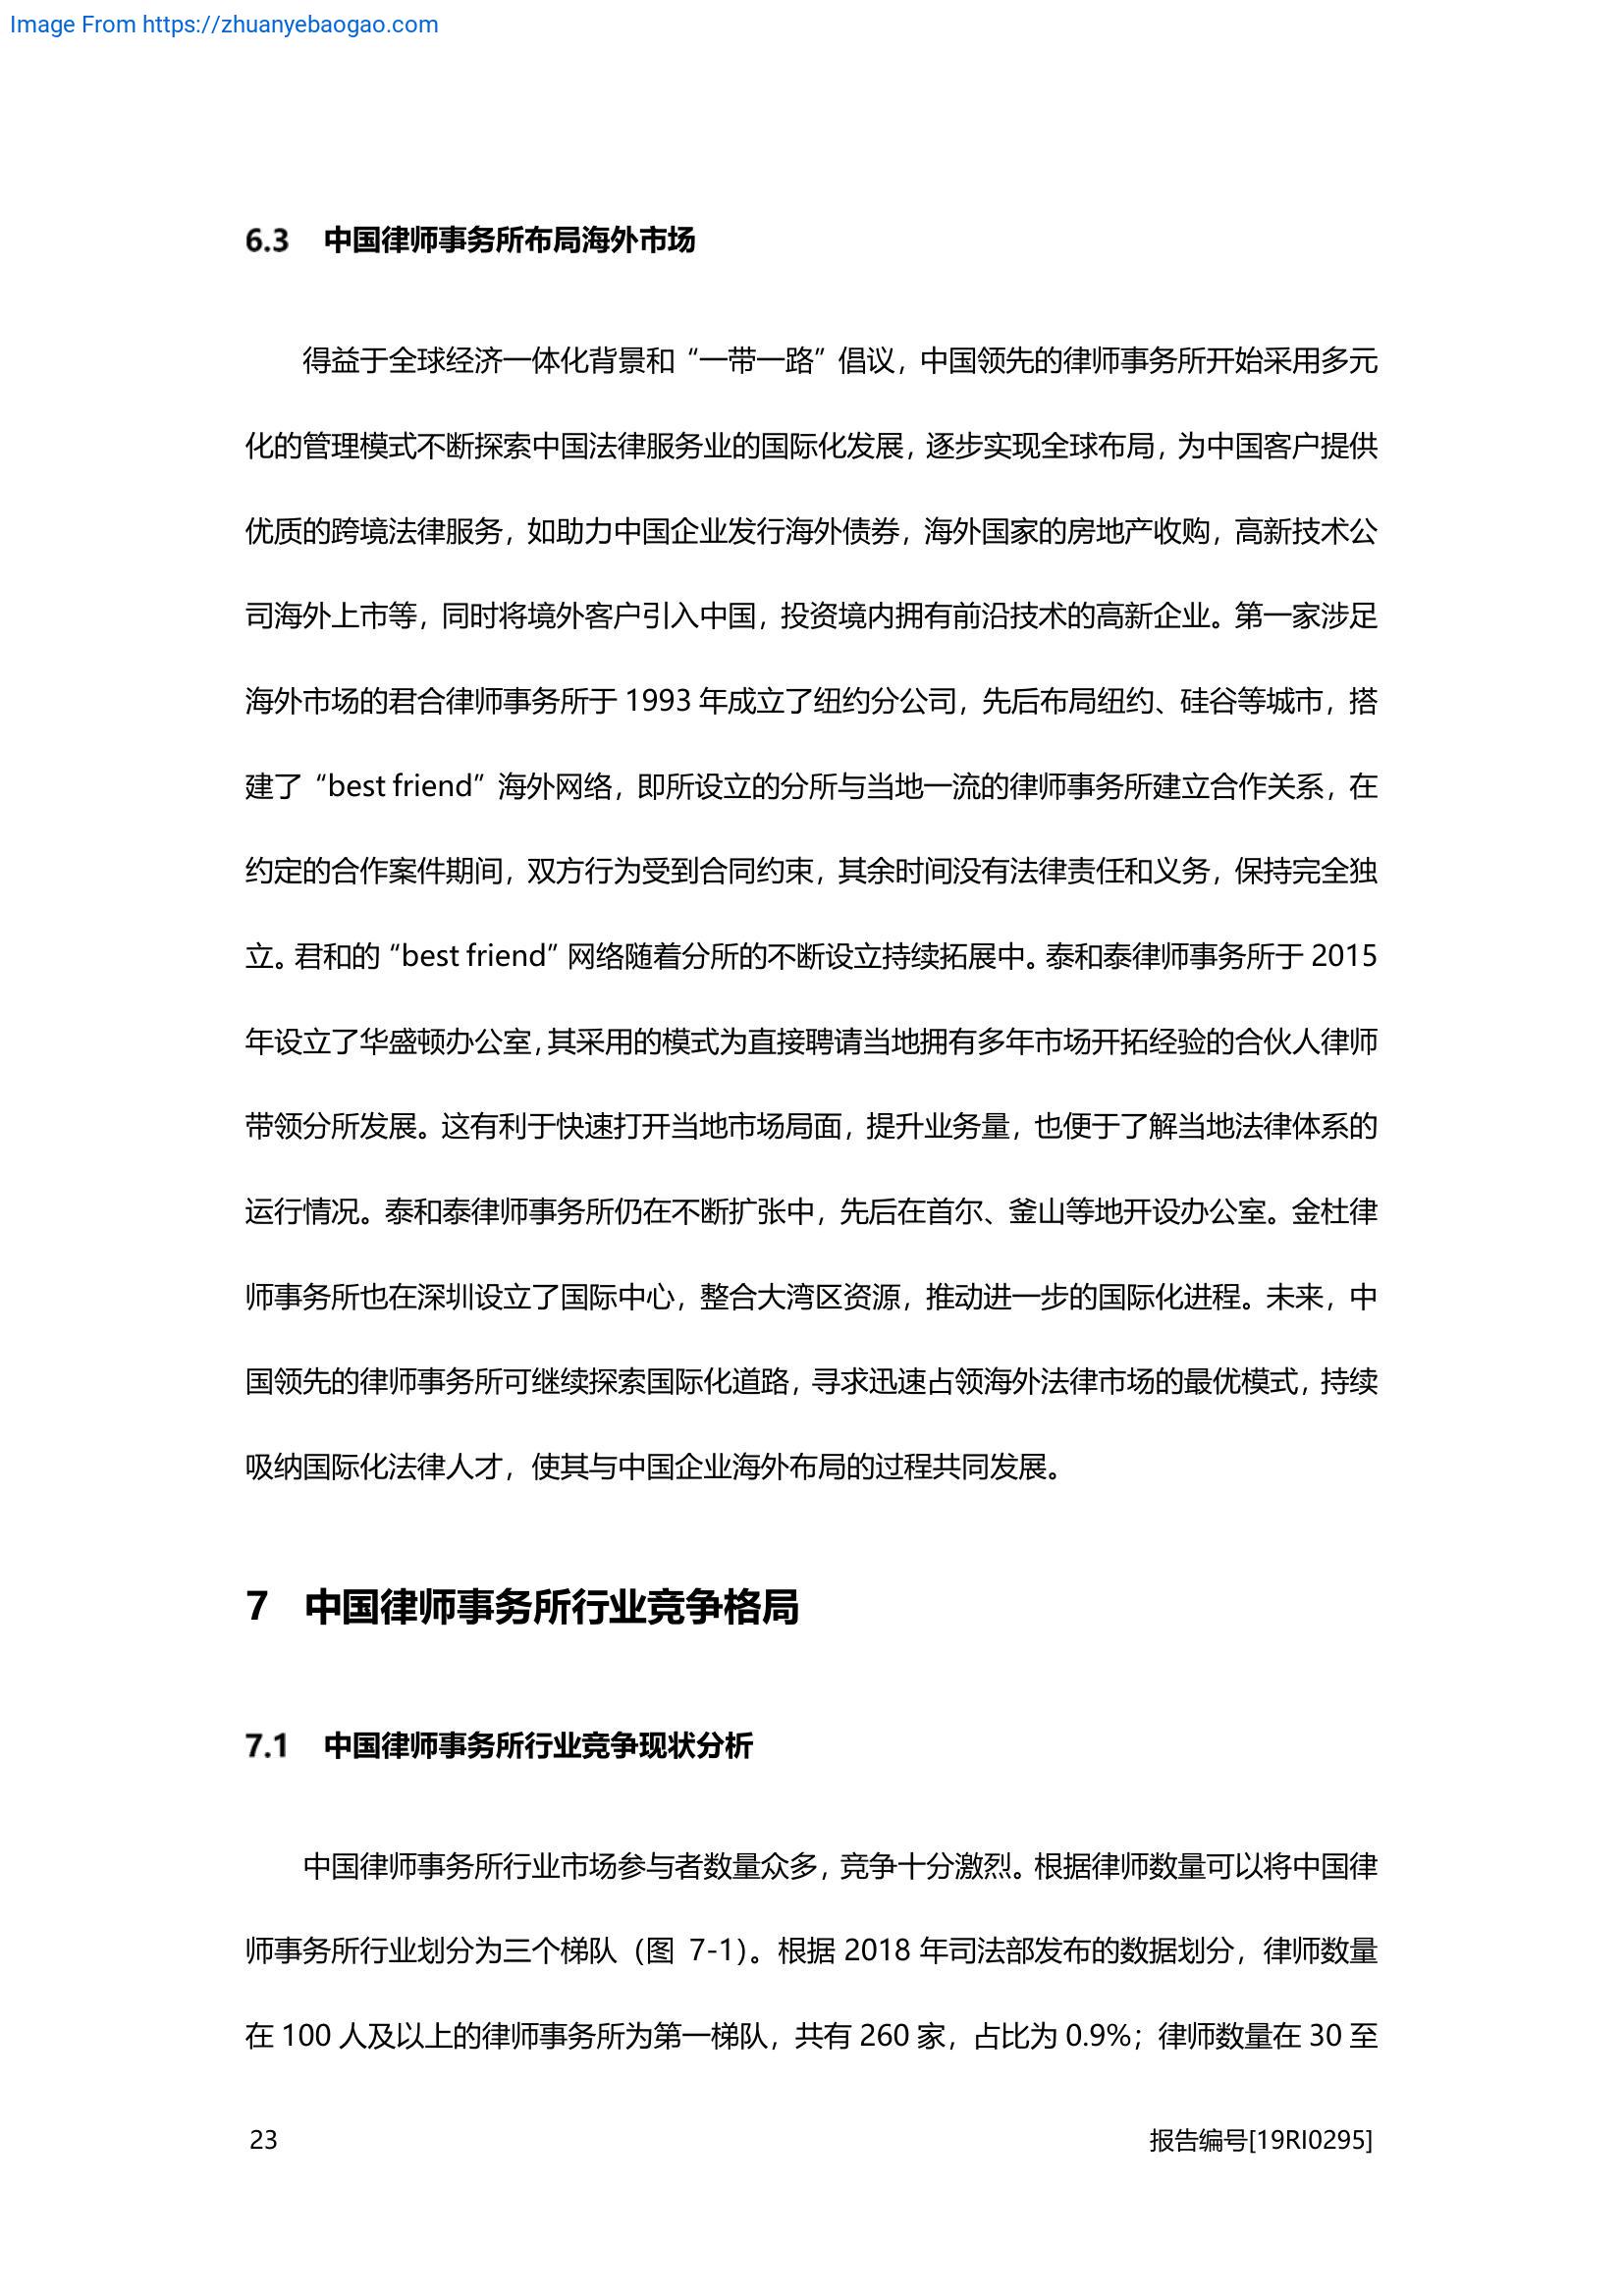 Image From https://zhuanyebaogao.com
6.3 中国律师事务所布局海外市场
得益于全球经济一体化背景和“一带一路”倡议，中国领先的律师事务所开始采用多元
化的管理模式不断探索中国法律服务业的国际化发展，逐步实现全球布局，为中国客户提供
优质的跨境法律服务，如助力中国企业发行海外债券，海外国家的房地产收购，高新技术公
司海外上市等，同时将境外客户引入中国，投资境内拥有前沿技术的高新企业。第一家涉足
海外市场的君合律师事务所于 1993 年成立了纽约分公司，先后布局纽约、硅谷等城市，搭
建了“best friend”海外网络，即所设立的分所与当地一流的律师事务所建立合作关系，在
约定的合作案件期间，双方行为受到合同约束，其余时间没有法律责任和义务，保持完全独
立。君和的“best friend”网络随着分所的不断设立持续拓展中。泰和泰律师事务所于 2015
年设立了华盛顿办公室，其采用的模式为直接聘请当地拥有多年市场开拓经验的合伙人律师
带领分所发展。这有利于快速打开当地市场局面，提升业务量，也便于了解当地法律体系的
运行情况。泰和泰律师事务所仍在不断扩张中，先后在首尔、釜山等地开设办公室。金杜律
师事务所也在深圳设立了国际中心，整合大湾区资源，推动进一步的国际化进程。未来，中
国领先的律师事务所可继续探索国际化道路，寻求迅速占领海外法律市场的最优模式，持续
吸纳国际化法律人才，使其与中国企业海外布局的过程共同发展。
7 中国律师事务所行业竞争格局
7.1 中国律师事务所行业竞争现状分析
中国律师事务所行业市场参与者数量众多，竞争十分激烈。根据律师数量可以将中国律
师事务所行业划分为三个梯队（图 7-1）。根据 2018 年司法部发布的数据划分，律师数量
在 100 人及以上的律师事务所为第一梯队，共有 260 家，占比为 0.9%；律师数量在 30 至
23 报告编号[19RI0295]